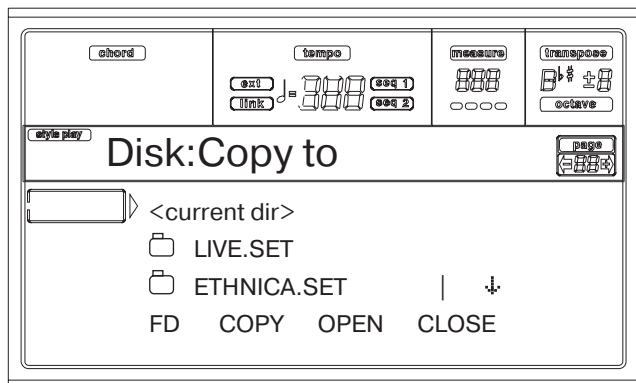 chord tempo measure transpose
ext seq 1
link seq 2
octave
style play
Disk:Copy to
page
<current dir>
LIVE.SET
ETHNICA.SET
FD COPY OPEN CLOSE